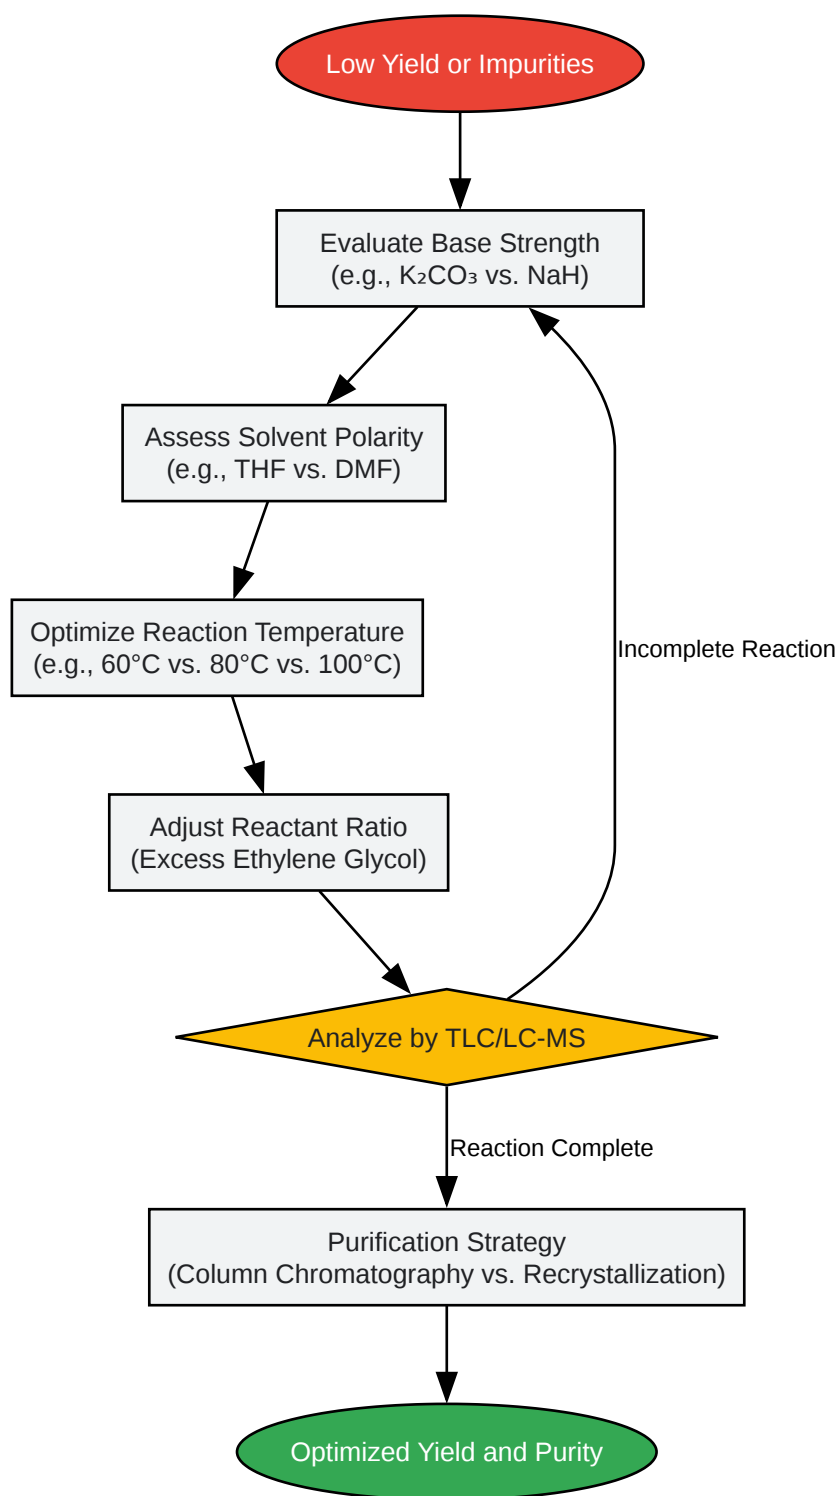 Low Yield or Impurities
Evaluate Base Strength
(e.g., K₂CO₃ vs. NaH)
Assess Solvent Polarity
(e.g., THF vs. DMF)
Optimize Reaction Temperature
(e.g., 60°C vs. 80°C vs. 100°C)
Incomplete Reaction
Adjust Reactant Ratio
(Excess Ethylene Glycol)
Analyze by TLC/LC-MS
Reaction Complete
Purification Strategy
(Column Chromatography vs. Recrystallization)
Optimized Yield and Purity